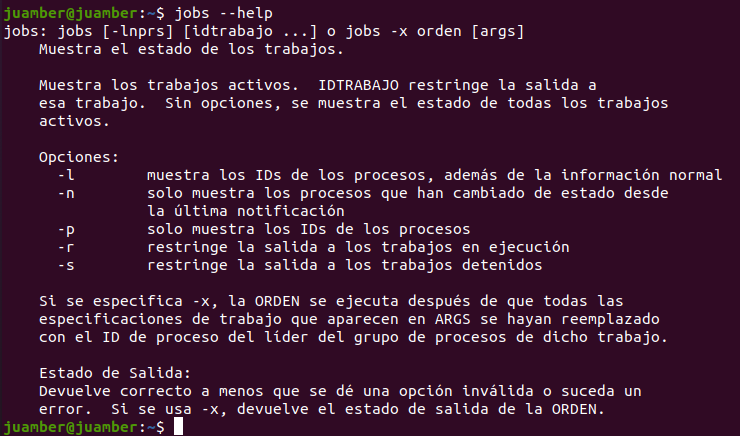 juamber@juamber:~$ jobs --help
jobs: jobs [-lnprs] [idtrabajo ...] o jobs -x orden [args]
Muestra el estado de los trabajos.
Muestra los trabajos activos.  IDTRABAJO restringe la salida a
esa trabajo.  Sin opciones, se muestra el estado de todas los trabajos
activos.
Opciones:
-l        muestra los IDs de los procesos, además de la información normal
-n        solo muestra los procesos que han cambiado de estado desde
la última notificación
-p        solo muestra los IDs de los procesos
-r        restringe la salida a los trabajos en ejecución
-s        restringe la salida a los trabajos detenidos
Si se especifica -x, la ORDEN se ejecuta después de que todas las
especificaciones de trabajo que aparecen en ARGS se hayan reemplazado
con el ID de proceso del líder del grupo de procesos de dicho trabajo.
Estado de Salida:
Devuelve correcto a menos que se dé una opción inválida o suceda un
error.  Si se usa -x, devuelve el estado de salida de la ORDEN.
juamber@juamber:~$